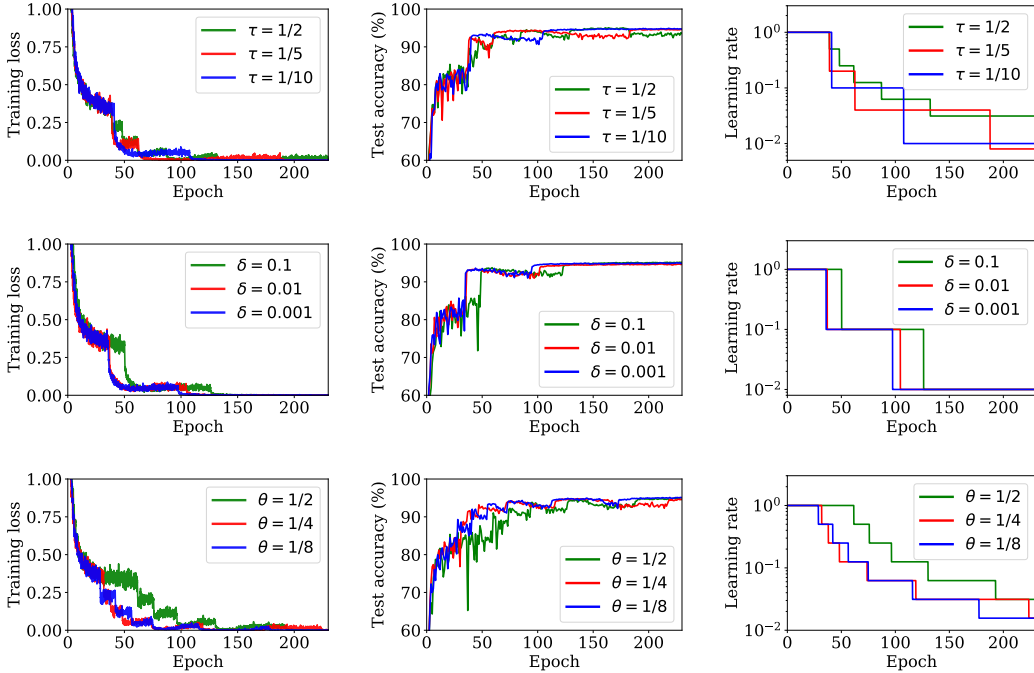 Training loss
1.00
0.75
0.50
0.25
0.00
0 50 100 150 200
Epoch
τ = 1/2
τ = 1/5
τ = 1/10
Test accuracy (%)
100
90
80
70
60
0 50 100 150 200
Epoch
τ = 1/2
τ = 1/5
τ = 1/10
Learning rate
10⁰
10⁻¹
10⁻²
0 50 100 150 200
Epoch
τ = 1/2
τ = 1/5
τ = 1/10
Training loss
1.00
0.75
0.50
0.25
0.00
0 50 100 150 200
Epoch
δ = 0.1
δ = 0.01
δ = 0.001
Test accuracy (%)
100
90
80
70
60
0 50 100 150 200
Epoch
δ = 0.1
δ = 0.01
δ = 0.001
Learning rate
10⁰
10⁻¹
10⁻²
0 50 100 150 200
Epoch
δ = 0.1
δ = 0.01
δ = 0.001
Training loss
1.00
0.75
0.50
0.25
0.00
0 50 100 150 200
Epoch
θ = 1/2
θ = 1/4
θ = 1/8
Test accuracy (%)
100
90
80
70
60
0 50 100 150 200
Epoch
θ = 1/2
θ = 1/4
θ = 1/8
Learning rate
10⁰
10⁻¹
10⁻²
0 50 100 150 200
Epoch
θ = 1/2
θ = 1/4
θ = 1/8